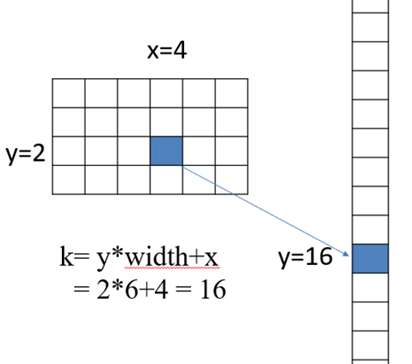 x=4
y=2
k= y*width+x
= 2*6+4 = 16
y=16